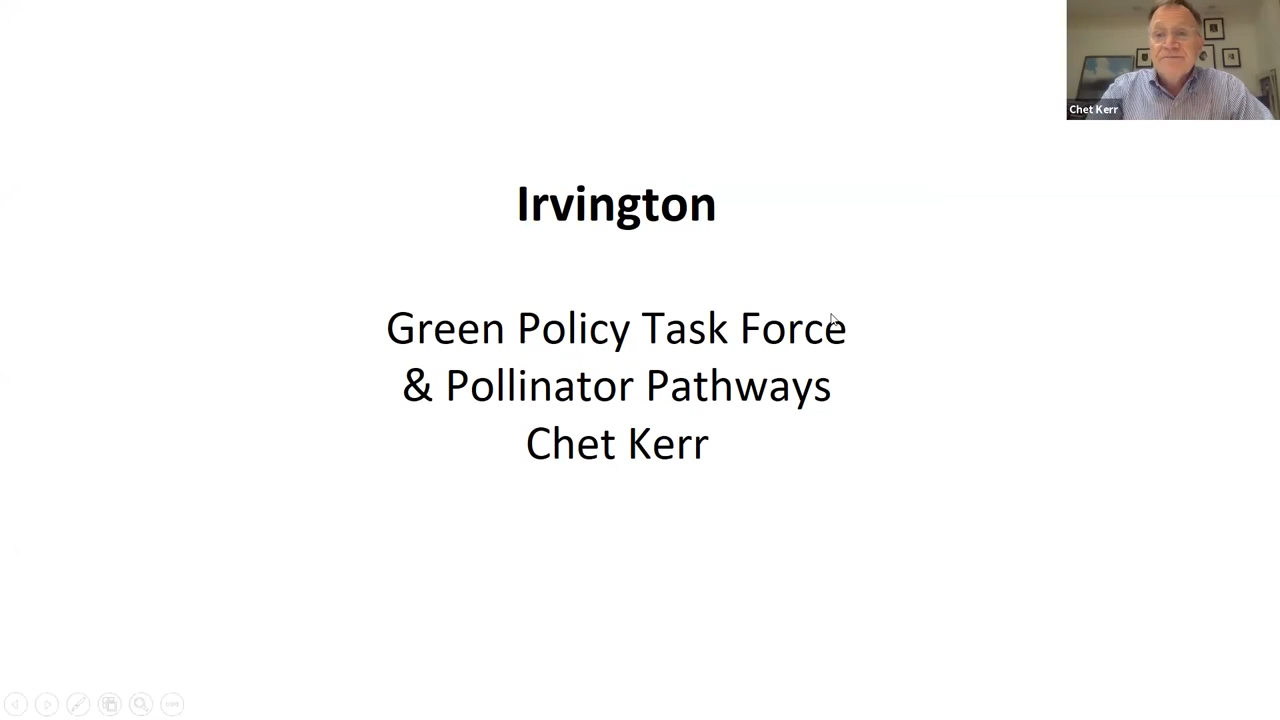 Chet Kerr
Irvington
Green Policy Task Force
& Pollinator Pathways
Chet Kerr